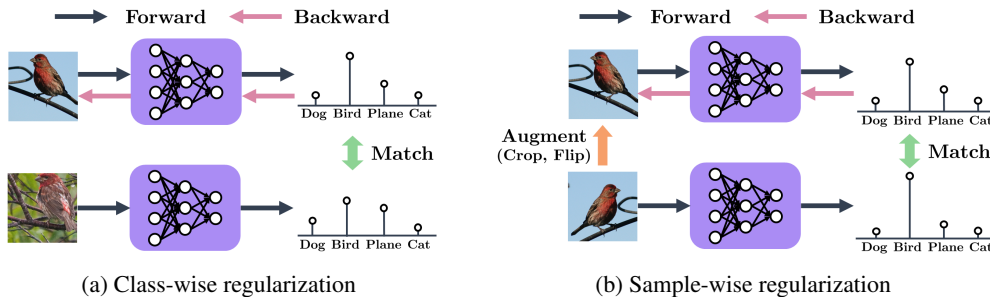 Forward Backward
Dog Bird Plane Cat
Match
Dog Bird Plane Cat
(a) Class-wise regularization
Forward Backward
Dog Bird Plane Cat
Augment
(Crop, Flip)
Match
Dog Bird Plane Cat
(b) Sample-wise regularization